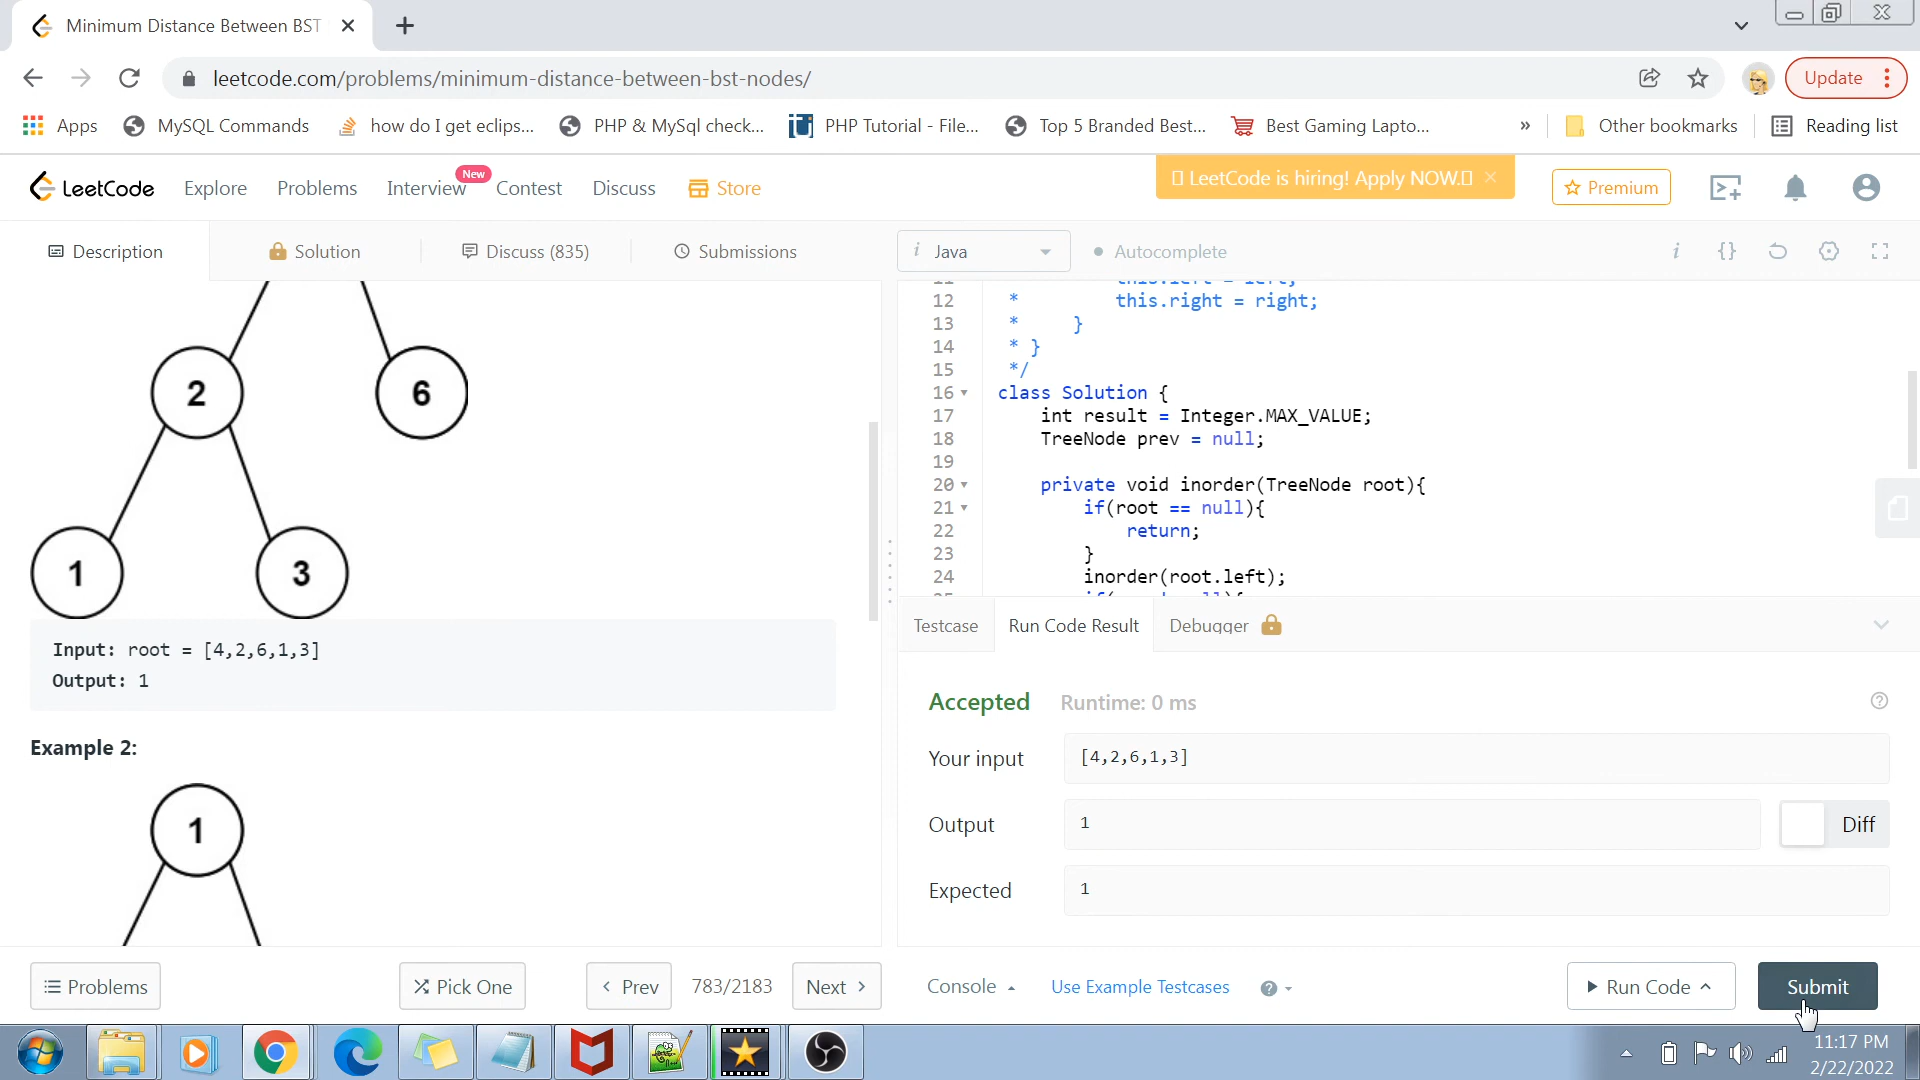 Minimum Distance Between BST
leetcode.com/problems/minimum-distance-between-bst-nodes/
Update
Apps
MySQL Commands
how do I get eclips...
PHP & MySql check...
PHP Tutorial - File...
Top 5 Branded Best...
Best Gaming Lapto...
»
Other bookmarks
Reading list
LeetCode
Explore
Problems
Interview
New
Contest
Discuss
Store
LeetCode is hiring! Apply NOW.
Premium
Description
Solution
Discuss (835)
Submissions
i Java
Autocomplete
i {}
2
6
1
3
Input: root = [4,2,6,1,3]
Output: 1
Example 2:
1
12 * this.right = right;
13 * }
14 * }
15 */
16 class Solution {
17 int result = Integer.MAX_VALUE;
18 TreeNode prev = null;
19
20 private void inorder(TreeNode root){
21 if(root == null){
22 return;
23 }
24 inorder(root.left);
Testcase
Run Code Result
Debugger
Accepted
Runtime: 0 ms
Your input
[4,2,6,1,3]
Output
1
Diff
Expected
1
Problems
Pick One
Prev
783/2183
Next
Console
Use Example Testcases
Run Code
Submit
11:17 PM
2/22/2022